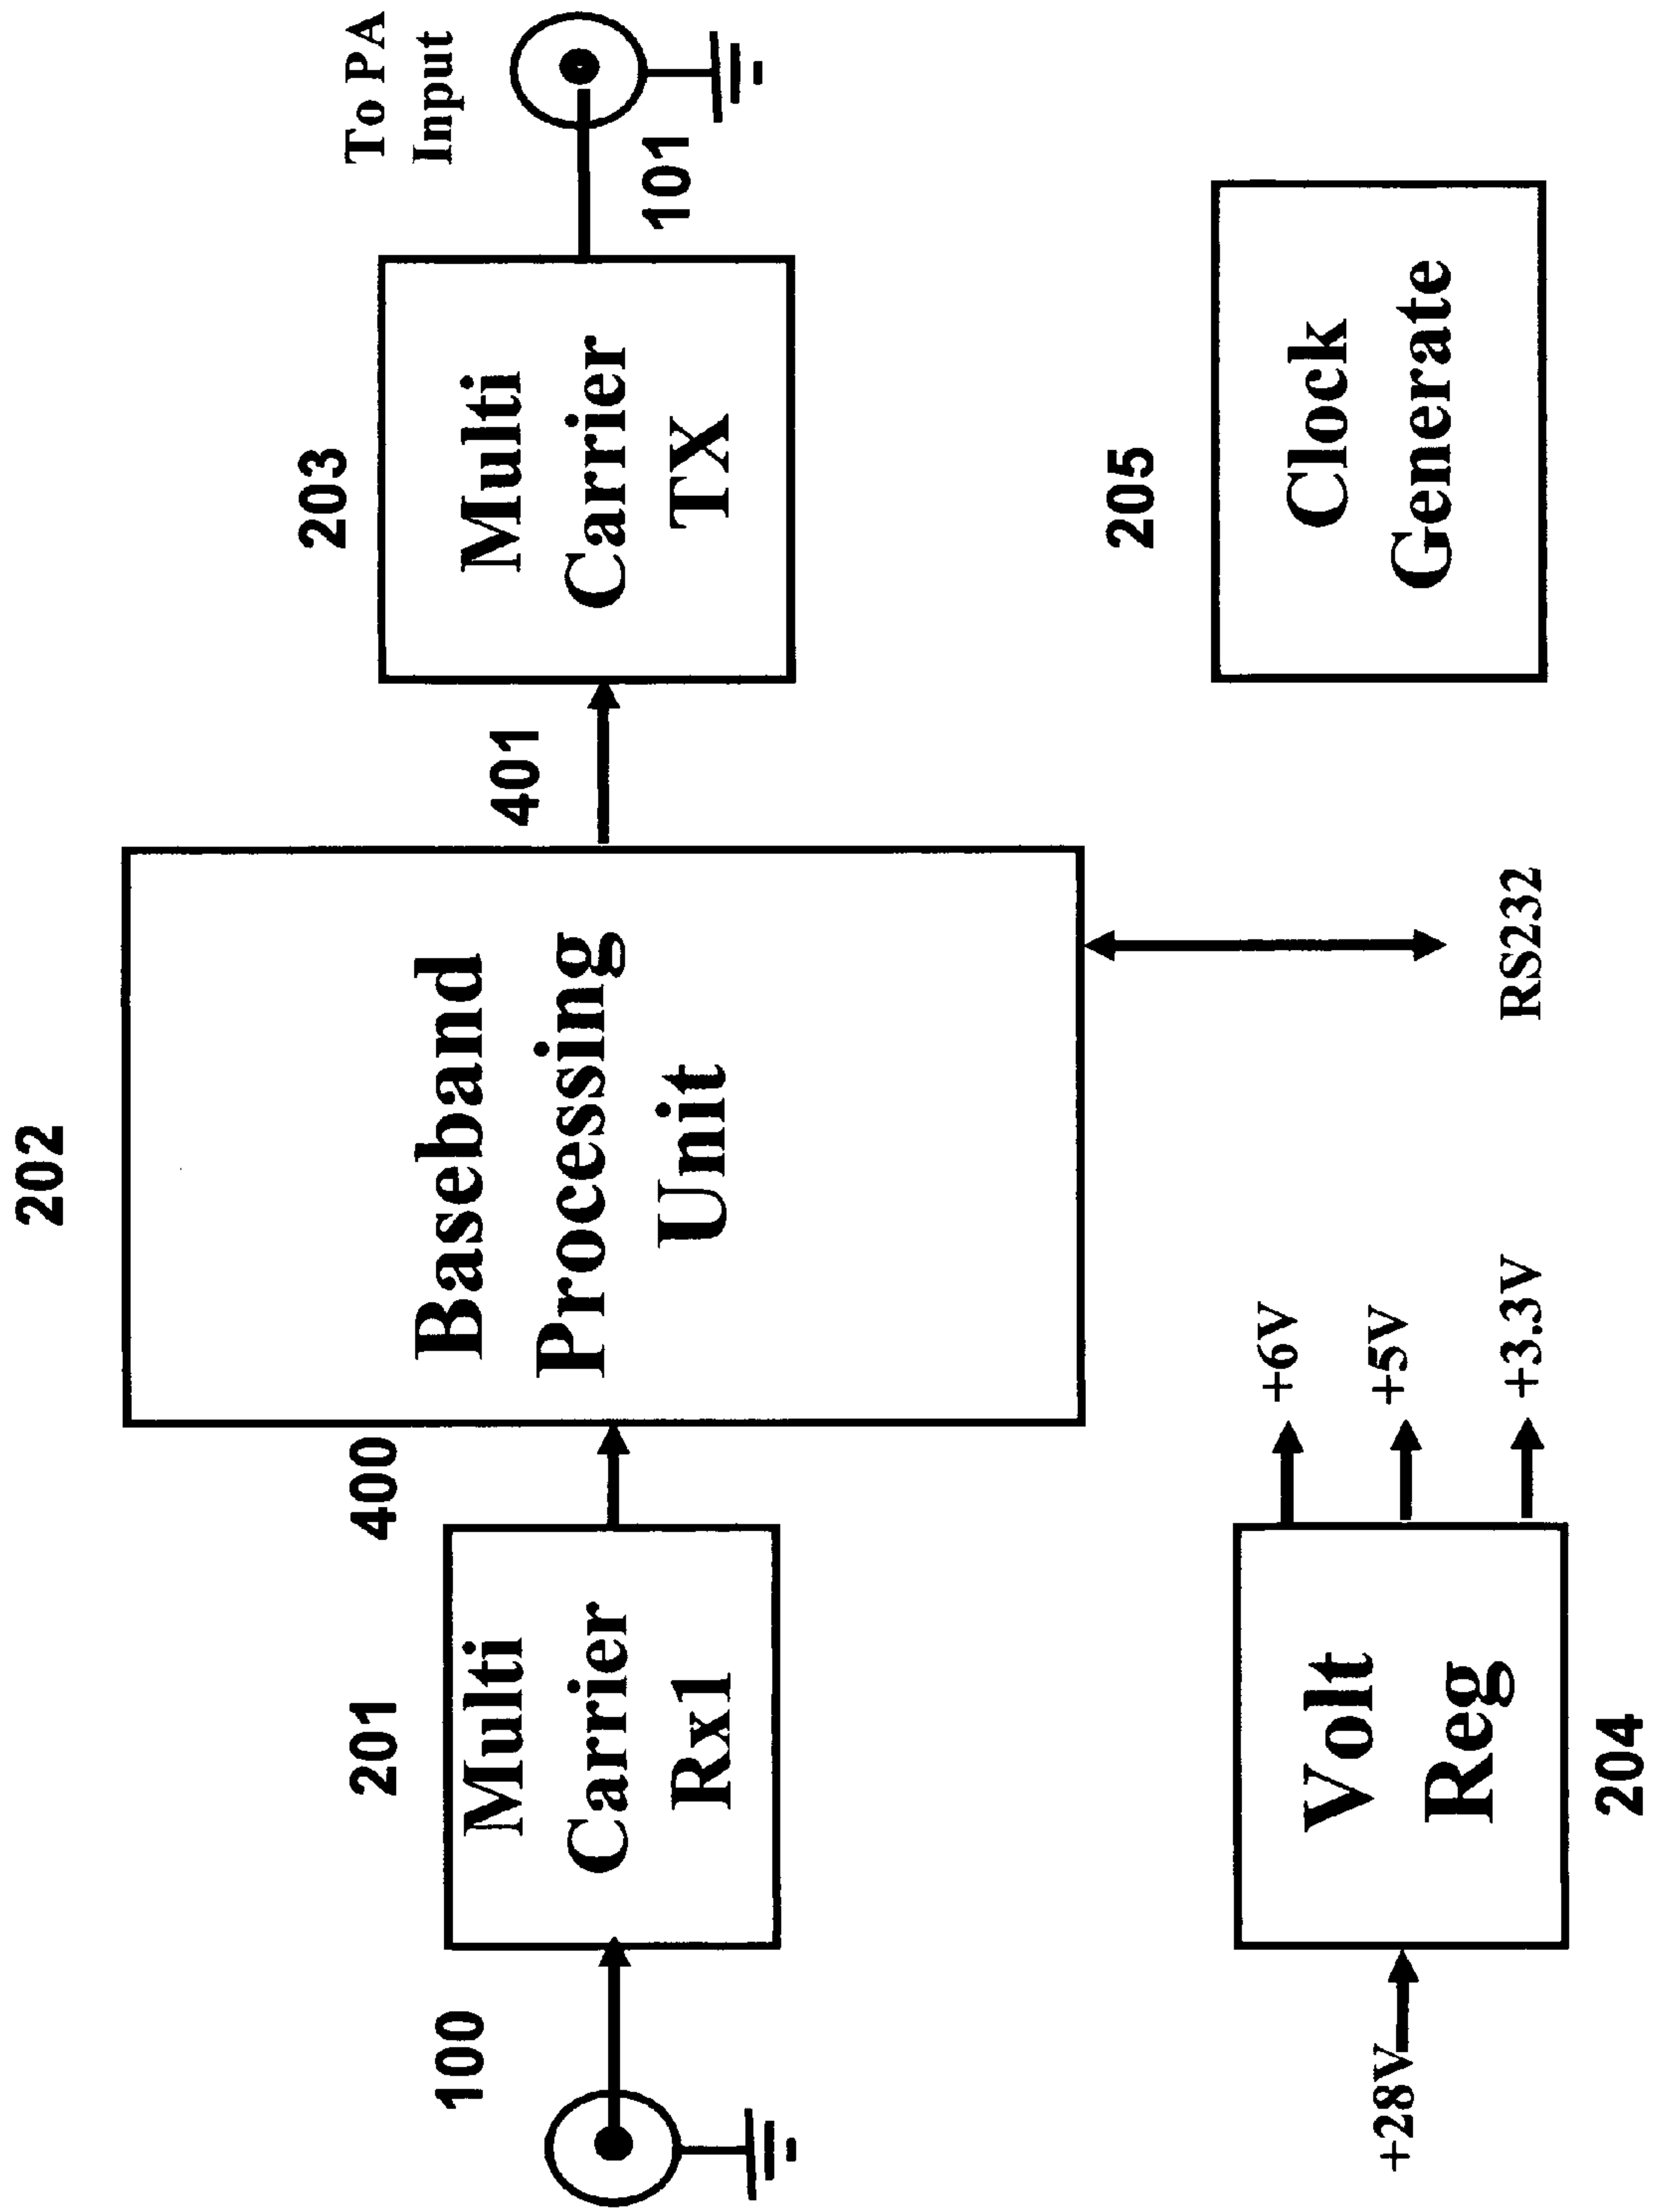 202
203
To PA
Input
201
400
401
101
100
Multi
Carrier
Rx1
Baseband
Processing
Unit
Multi
Carrier
TX
205
+28V
Volt
Reg
204
+6V
+5V
+3.3V
RS232
Clock
Generate